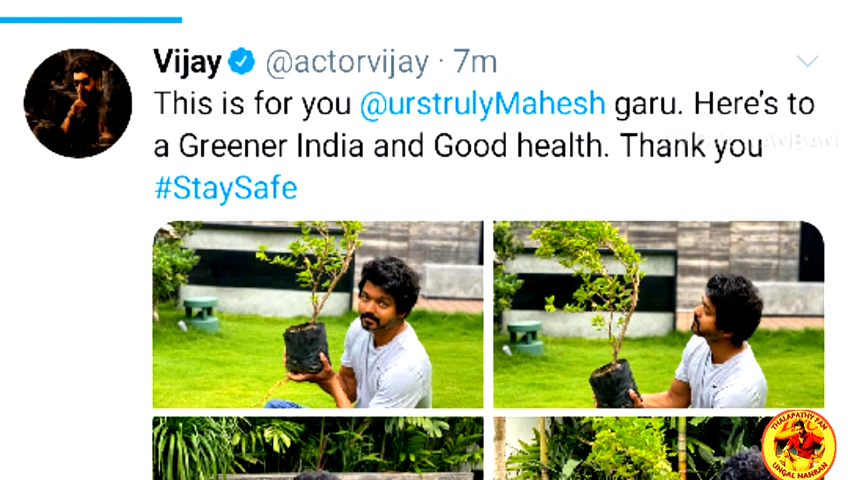 Vijay @actorvijay · 7m
This is for you @urstrulyMahesh garu. Here's to
a Greener India and Good health. Thank you
#StaySafe
THALAPATHY FAN
UNGAL NANBAN